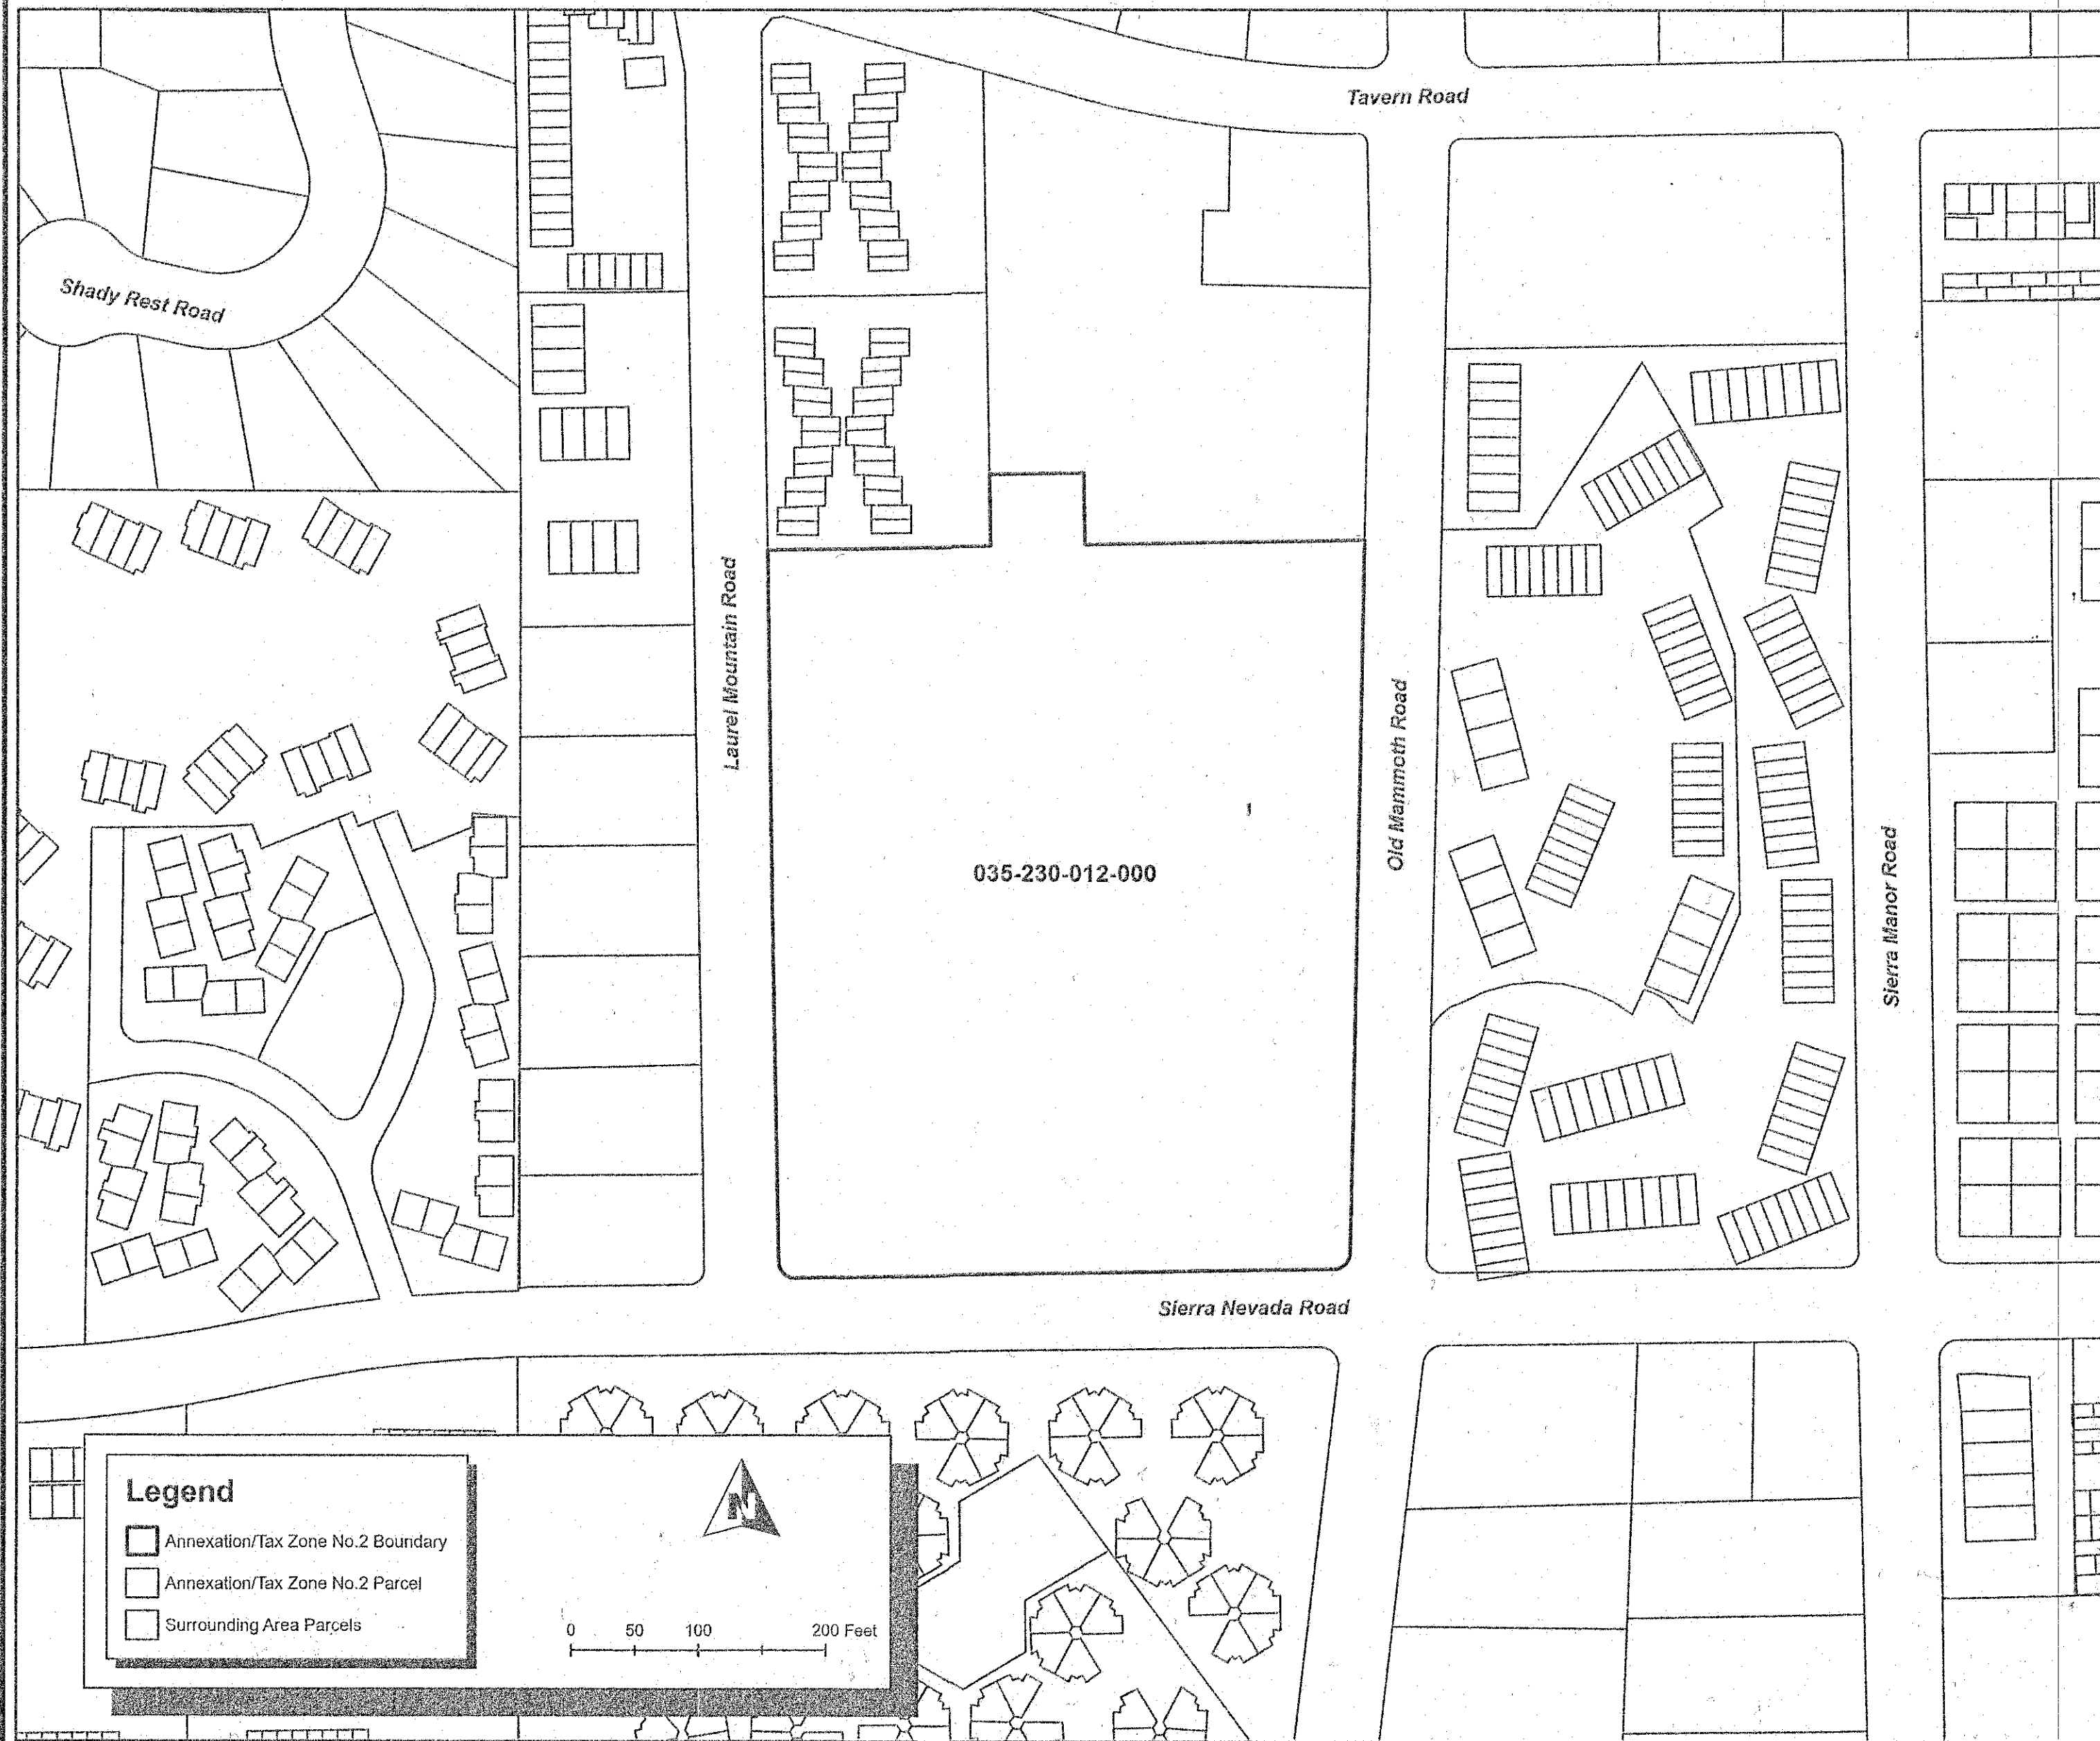 Tavern Road
Shady Rest Road
Laurel Mountain Road
Old Mammoth Road
Sierra Manor Road
035-230-012-000
Sierra Nevada Road
Legend
Annexation/Tax Zone No.2 Boundary
Annexation/Tax Zone No.2 Parcel
Surrounding Area Parcels
N
0 50 100 200 Feet